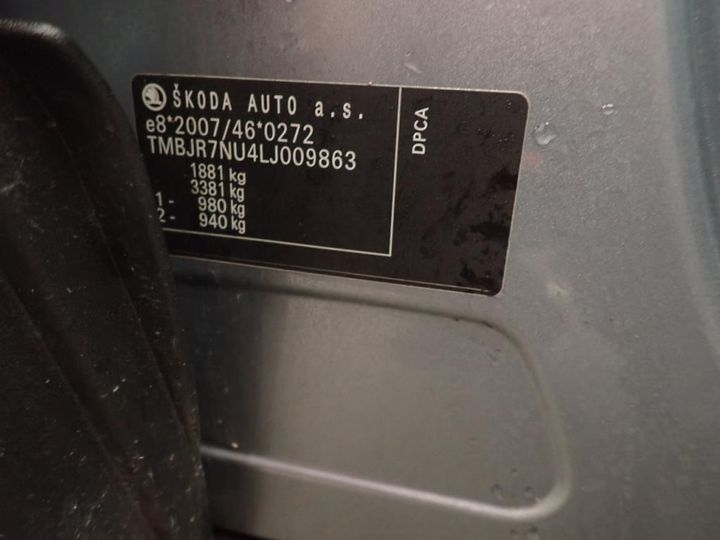 ŠKODA AUTO a.s.
e8*2007/46*0272
TMBJR7NU4LJ009863
1881 kg
3381 kg
1 - 980 kg
2 - 940 kg
DPCA